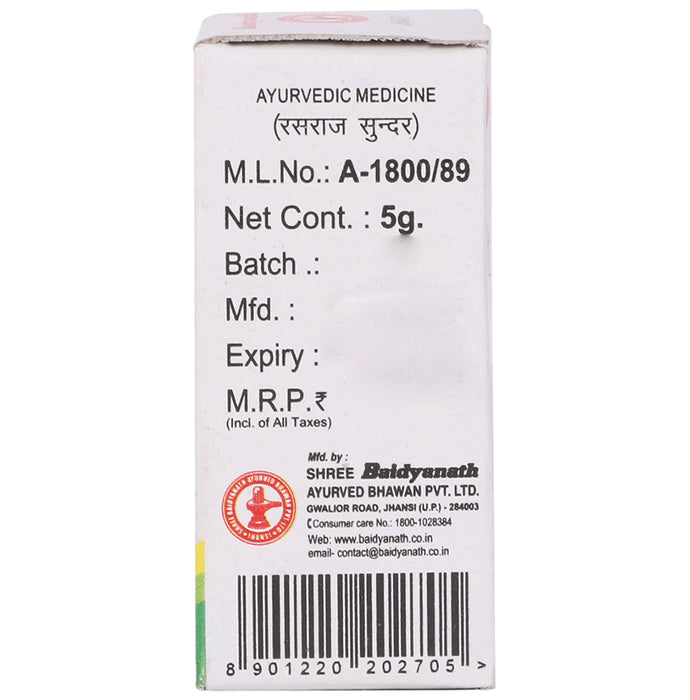 AYURVEDIC MEDICINE
(रसराज सुन्दर)
M.L.No.: A-1800/89
Net Cont. : 5g.
Batch .:
Mfd. :
Expiry :
M.R.P.₹
(Incl. of All Taxes)
Mfd. by :
SHREE Baidyanath
AYURVED BHAWAN PVT. LTD.
GWALIOR ROAD, JHANSI (U.P.) - 284003
Consumer care No.: 1800-1028384
Web: www.baidyanath.co.in
email- contact@baidyanath.co.in
8 901220 202705 >